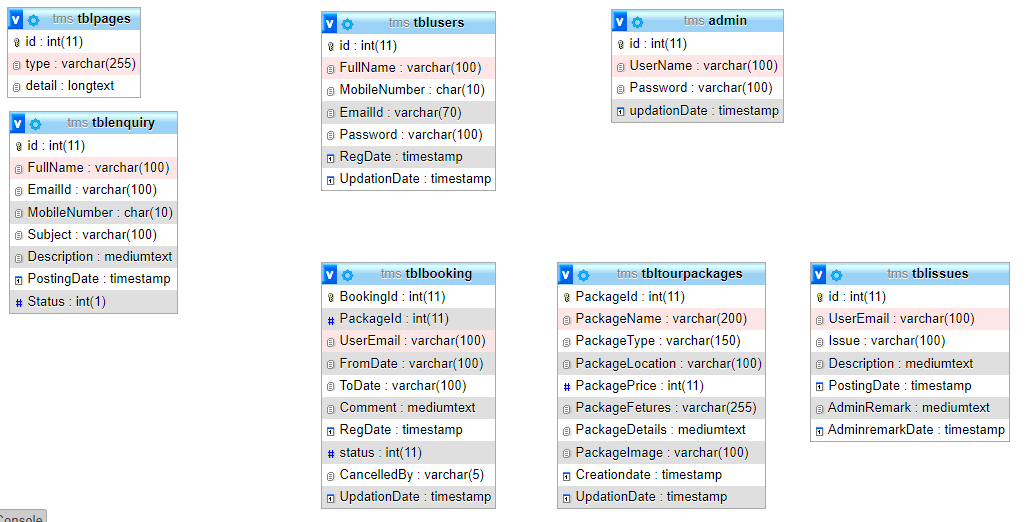 v tms tblpages
id : int(11)
type : varchar(255)
detail : longtext
v tms tblenquiry
id : int(11)
FullName : varchar(100)
EmailId : varchar(100)
MobileNumber : char(10)
Subject : varchar(100)
Description : mediumtext
PostingDate : timestamp
# Status : int(1)
v tms tblusers
id : int(11)
FullName : varchar(100)
MobileNumber : char(10)
EmailId : varchar(70)
Password : varchar(100)
RegDate : timestamp
UpdationDate : timestamp
v tms admin
id : int(11)
UserName : varchar(100)
Password : varchar(100)
updationDate : timestamp
v tms tblbooking
BookingId : int(11)
# PackageId : int(11)
UserEmail : varchar(100)
FromDate : varchar(100)
ToDate : varchar(100)
Comment : mediumtext
RegDate : timestamp
# status : int(11)
CancelledBy : varchar(5)
UpdationDate : timestamp
v tms tbltourpackages
PackageId : int(11)
PackageName : varchar(200)
PackageType : varchar(150)
PackageLocation : varchar(100)
# PackagePrice : int(11)
PackageFetures : varchar(255)
PackageDetails : mediumtext
PackageImage : varchar(100)
Creationdate : timestamp
UpdationDate : timestamp
v tms tblissues
id : int(11)
UserEmail : varchar(100)
Issue : varchar(100)
Description : mediumtext
PostingDate : timestamp
AdminRemark : mediumtext
AdminremarkDate : timestamp
Console